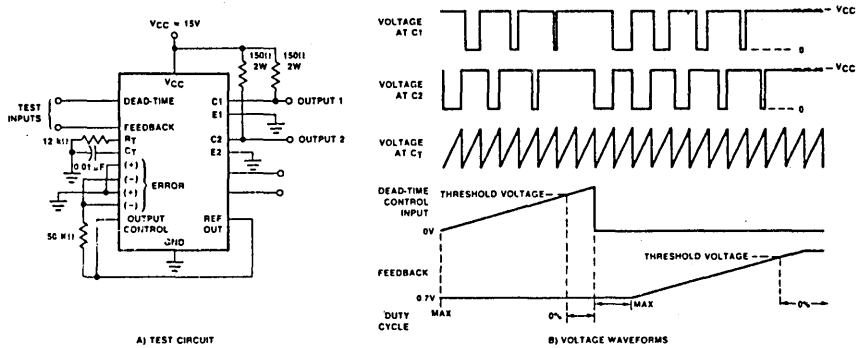 VCC = 15V
150Ω 2W
150Ω 2W
VCC
TEST INPUTS
DEAD-TIME
FEEDBACK
12 kΩ
RT
CT
0.01μF
(+)
(−)
(+)
(−)
ERROR
50 KΩ
OUTPUT CONTROL
GND
C1
E1
C2
E2
REF OUT
OUTPUT 1
OUTPUT 2
A) TEST CIRCUIT
VOLTAGE AT C1
VCC
0
VOLTAGE AT C2
VCC
0
VOLTAGE AT CT
DEAD-TIME CONTROL INPUT
THRESHOLD VOLTAGE
0V
FEEDBACK
THRESHOLD VOLTAGE
0.7V
DUTY CYCLE
MAX
0%
MAX
0%
B) VOLTAGE WAVEFORMS